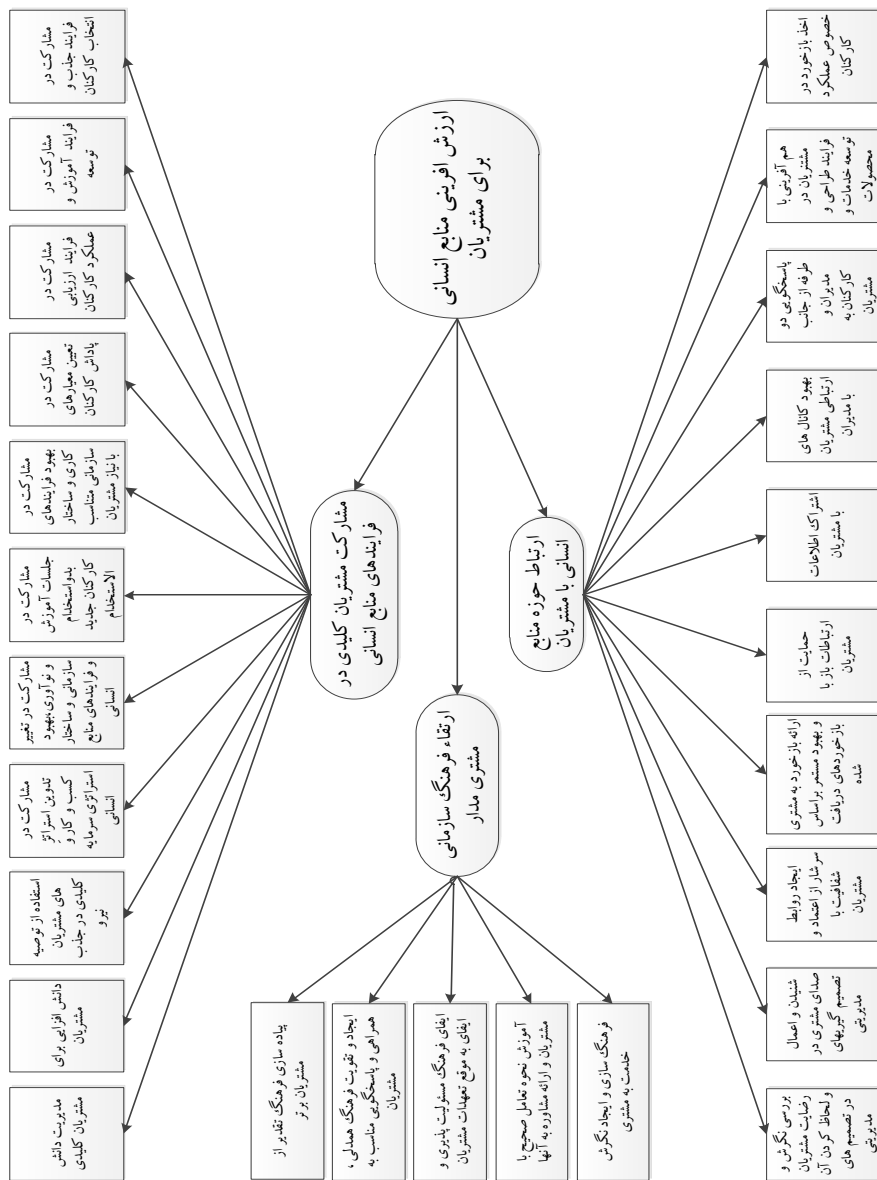 ارزش افرینی منابع انسانی
برای مشتریان
مشارکت مشتریان کلیدی در
فرایندهای منابع انسانی
ارتقاء فرهنگ سازمانی
مشتری مدار
ارتباط حوزه منابع
انسانی با مشتریان
مشارکت در
فرایند جذب و
انتخاب کارکنان
مشارکت در
فرایند آموزش و
توسعه
مشارکت در
فرایند ارزیابی
عملکرد کارکنان
مشارکت در
تعیین معیارهای
پاداش کارکنان
مشارکت در
بهبود فرایندهای
کاری و ساختار
سازمانی متناسب
با نیاز مشتریان
مشارکت در
جلسات آموزش
بدواستخدام
کارکنان جدید
الاستخدام
مشارکت در تغییر
و نوآوری،بهبود
سازمانی و ساختار
و فرایندهای منابع
انسانی
مشارکت در
تدوین استراتژ
کسب و کار و
استراتژی سرمایه
انسانی
استفاده از توصیه
های مشتریان
کلیدی در جذب
نیرو
دانش افزایی برای
مشتریان
مدیریت دانش
مشتریان کلیدی
پیاده سازی فرهنگ تقدیر از
مشتریان برتر
ایجاد و تقویت فرهنگ همدلی ،
همراهی و پاسخگویی مناسب به
مشتریان
ایفای فرهنگ مسئولیت پذیری و
ایفای به موقع تعهدات مشتریان
آموزش نحوه تعامل صحیح با
مشتریان و ارائه مشاوره به آنها
فرهنگ سازی و ایجاد نگرش
خدمت به مشتری
اخذ بازخورد در
خصوص عملکرد
کارکنان
هم آفرینی با
مشتریان در
فرایند طراحی و
توسعه خدمات و
محصولات
پاسخگویی دو
طرفه از جانب
مدیران و
کارکنان به
مشتریان
بهبود کانال های
ارتباطی مشتریان
با مدیران
اشتراک اطلاعات
با مشتریان
حمایت از
ارتباطات باز با
مشتریان
ارائه بازخورد به مشتری
و بهبود مستمر براساس
بازخوردهای دریافت
شده
ایجاد روابط
سرشار از اعتماد و
شفافیت با
مشتریان
شنیدن و اعمال
صدای مشتری در
تصمیم گیریهای
مدیریتی
بررسی نگرش و
رضایت مشتریان
و لحاظ کردن آن
در تصمیم های
مدیریتی